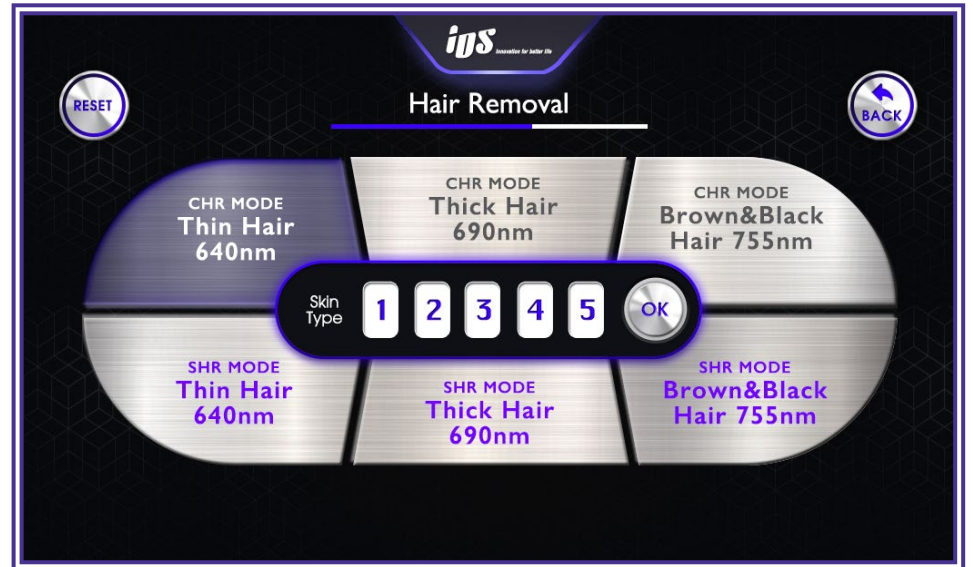 ips
Innovation for better life
RESET
Hair Removal
BACK
CHR MODE
Thin Hair
640nm
CHR MODE
Thick Hair
690nm
CHR MODE
Brown&Black
Hair 755nm
Skin
Type
1 2 3 4 5
OK
SHR MODE
Thin Hair
640nm
SHR MODE
Thick Hair
690nm
SHR MODE
Brown&Black
Hair 755nm